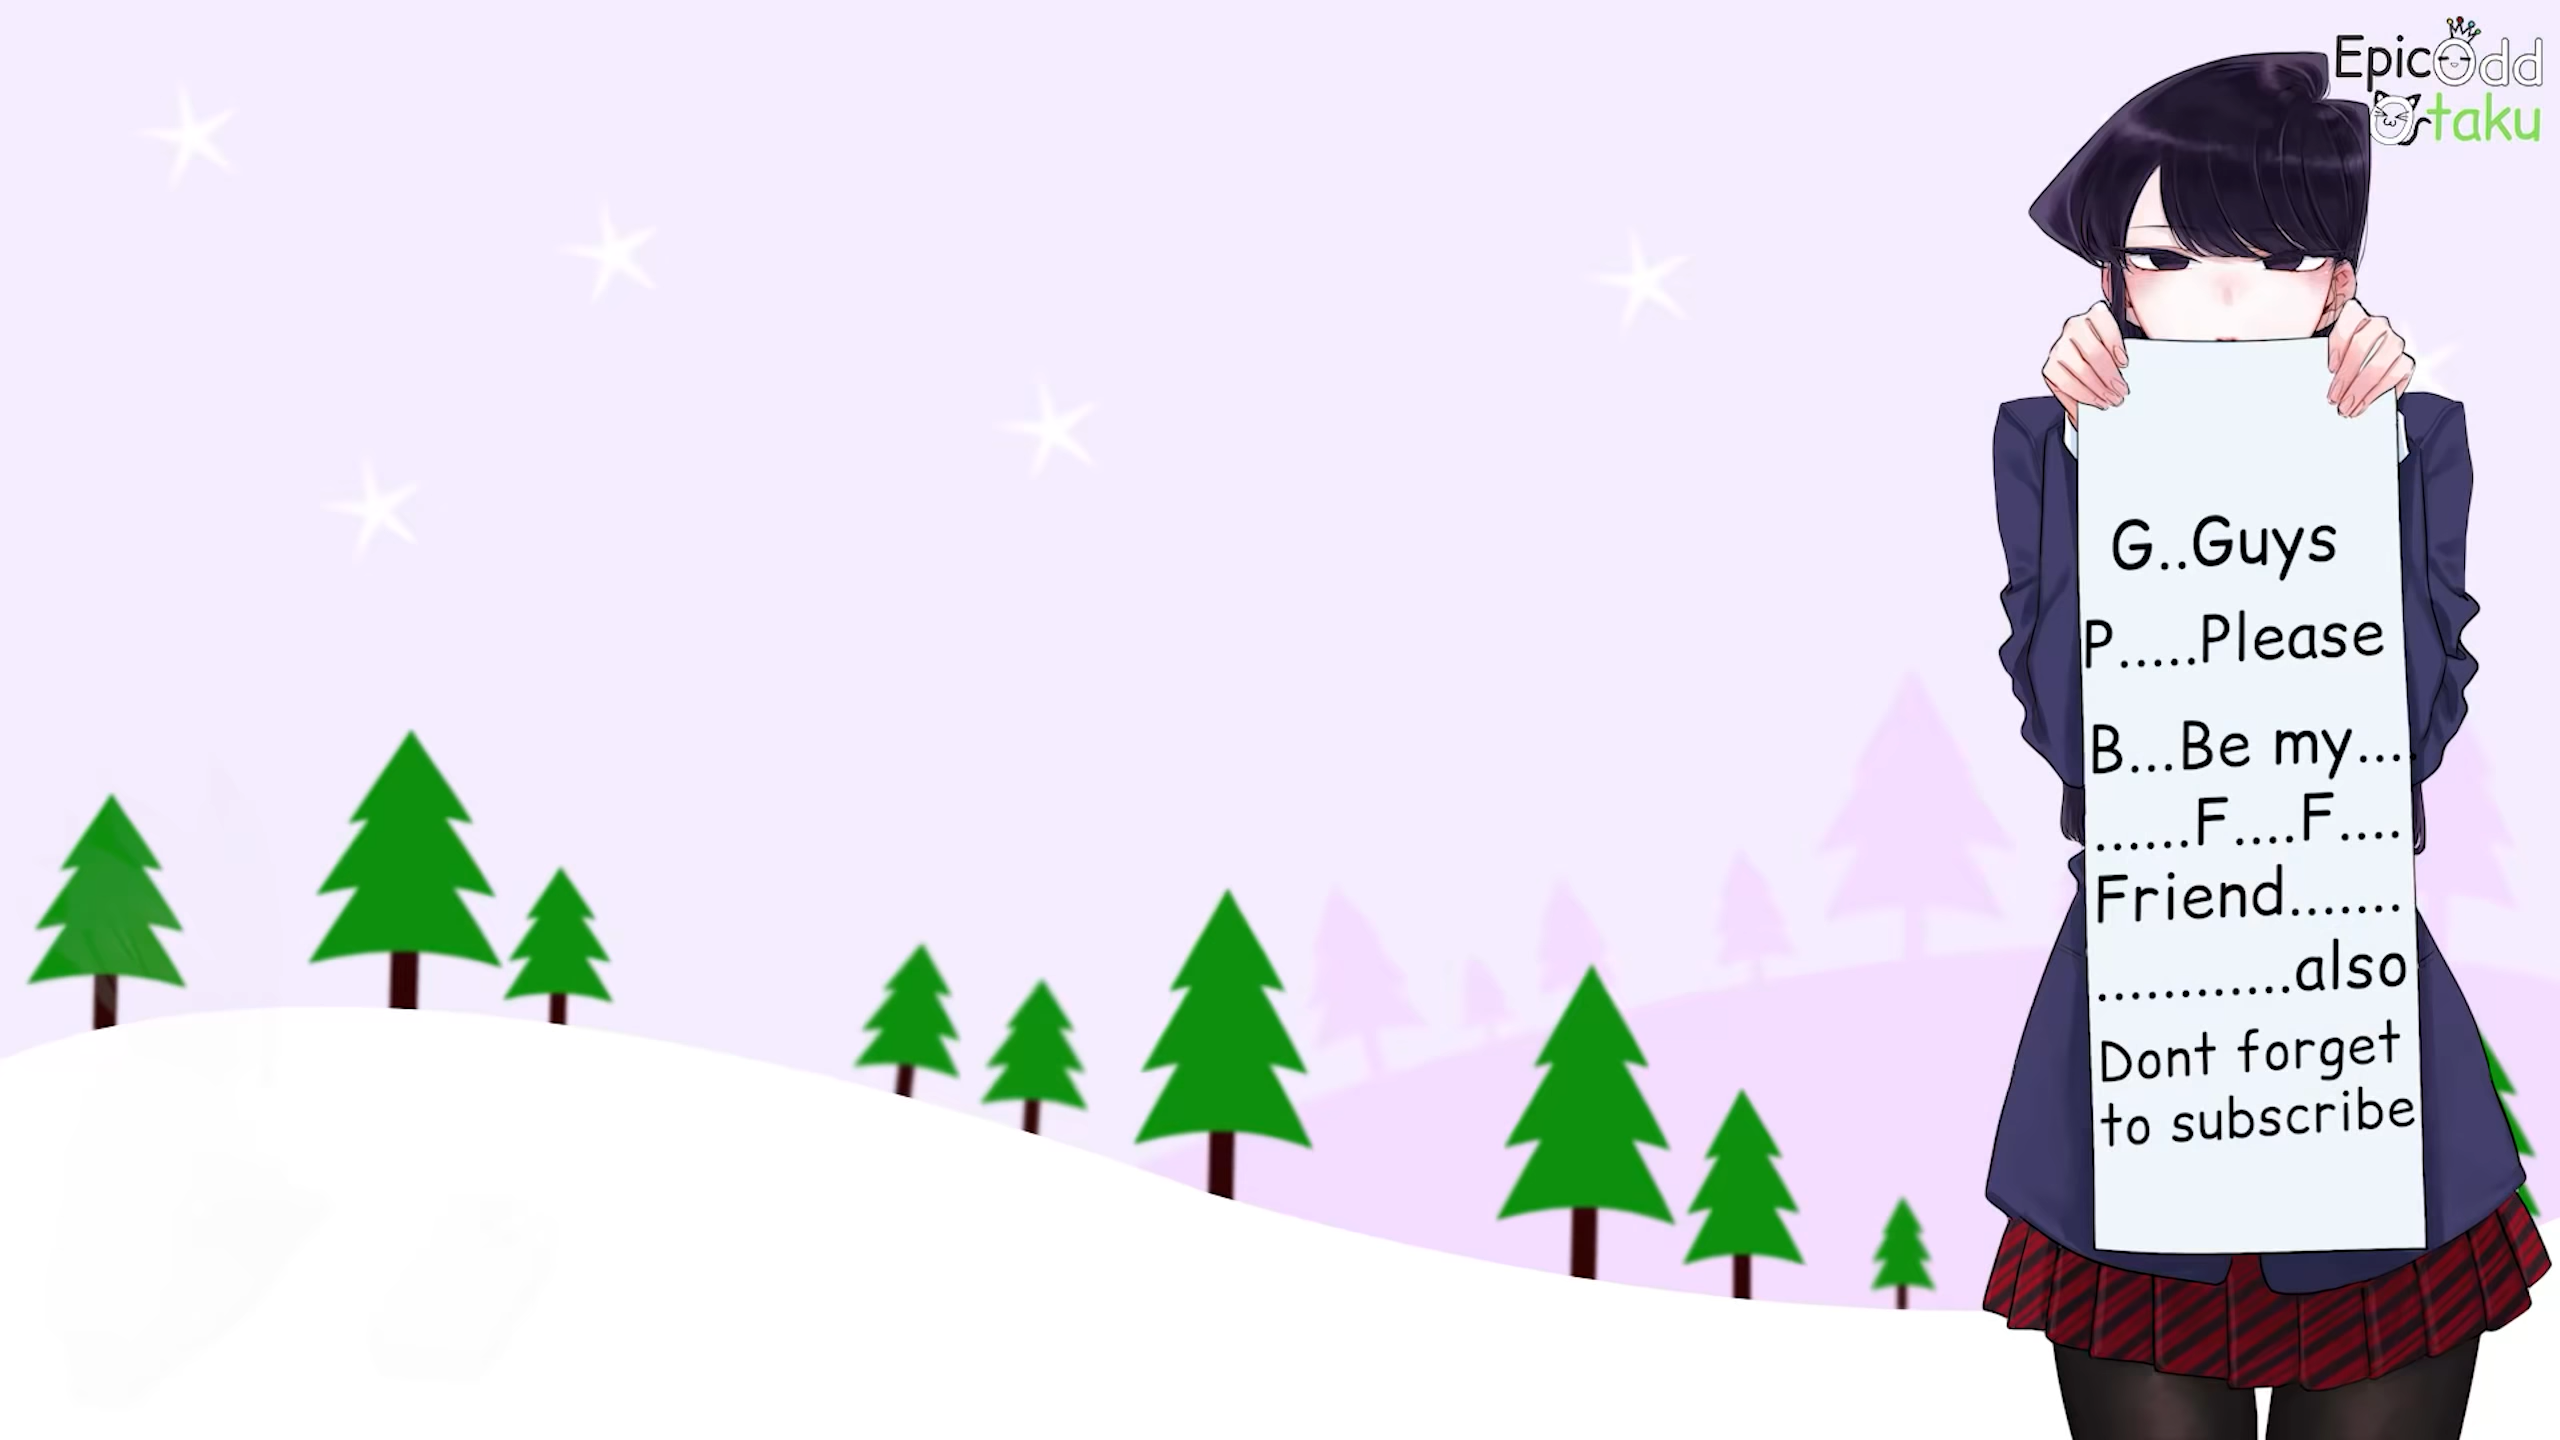 EpicOdd
Otaku
G..Guys
P.....Please
B...Be my....
......F....F....
Friend.......
............also
Dont forget
to subscribe